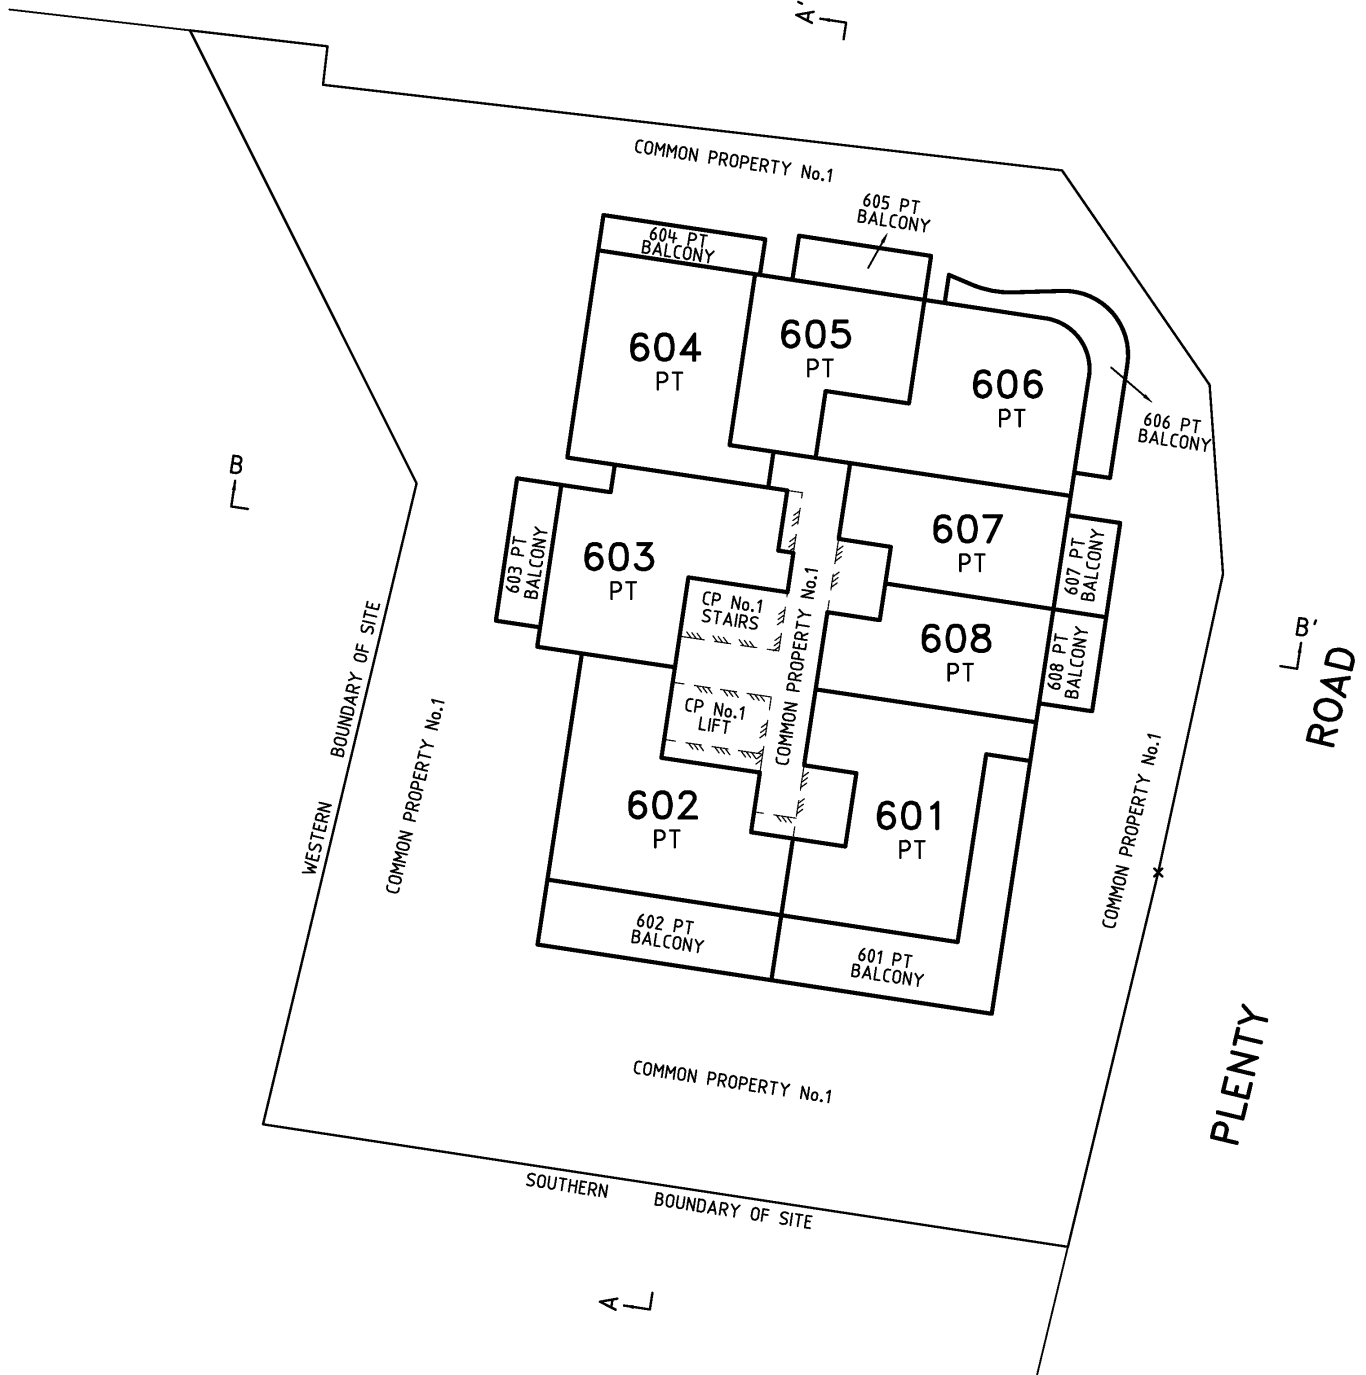 A'
COMMON PROPERTY No.1
605 PT
BALCONY
604 PT
BALCONY
604
PT
605
PT
606
PT
606 PT
BALCONY
B
603 PT
BALCONY
603
PT
607
PT
607 PT
BALCONY
CP No.1
STAIRS
COMMON PROPERTY No.1
608
PT
608 PT
BALCONY
B'
WESTERN BOUNDARY OF SITE
COMMON PROPERTY No.1
CP No.1
LIFT
602
PT
601
PT
COMMON PROPERTY No.1
602 PT
BALCONY
601 PT
BALCONY
PLENTY ROAD
COMMON PROPERTY No.1
SOUTHERN BOUNDARY OF SITE
A